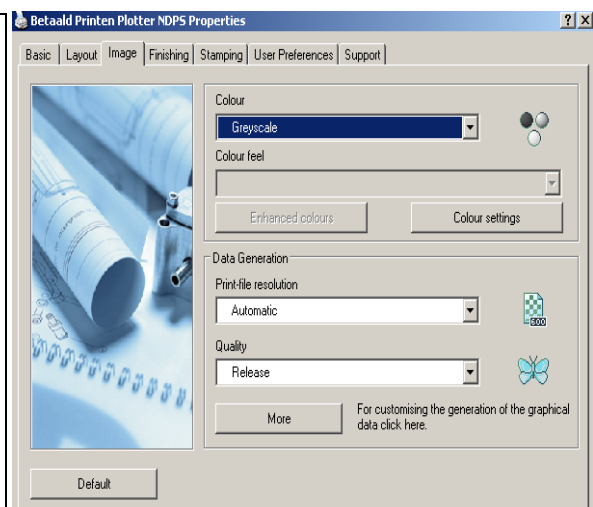 Betaald Printen Plotter NDPS Properties
Basic Layout Image Finishing Stamping User Preferences Support
Colour
Greyscale
Colour feel
Enhanced colours Colour settings
Data Generation
Print-file resolution
Automatic
600
Quality
Release
More
For customising the generation of the graphical
data click here.
Default